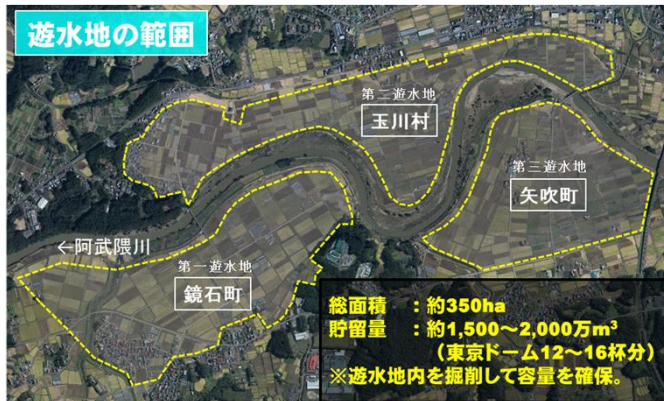 遊水地の範囲
第二遊水地
玉川村
第三遊水地
矢吹町
←阿武隈川
第一遊水地
鏡石町
総面積 :約350ha
貯留量 :約1,500～2,000万m³
(東京ドーム12～16杯分)
※遊水地内を掘削して容量を確保。